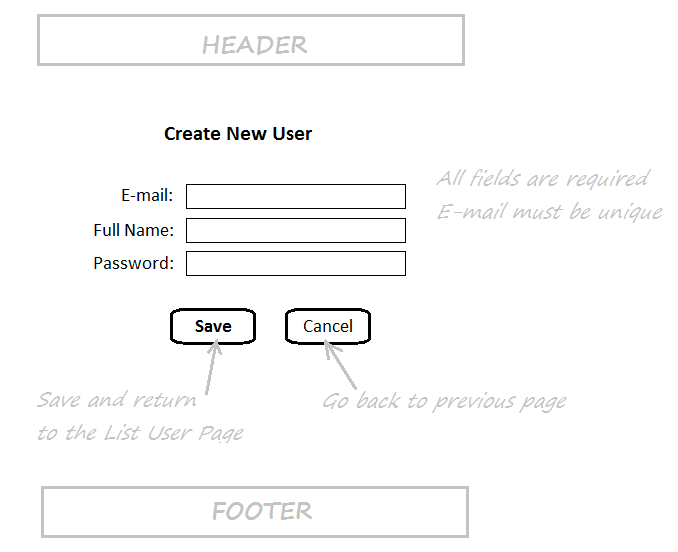 HEADER
Create New User
E-mail:
All fields are required
E-mail must be unique
Full Name:
Password:
Save
Cancel
Save and return
to the List User Page
Go back to previous page
FOOTER